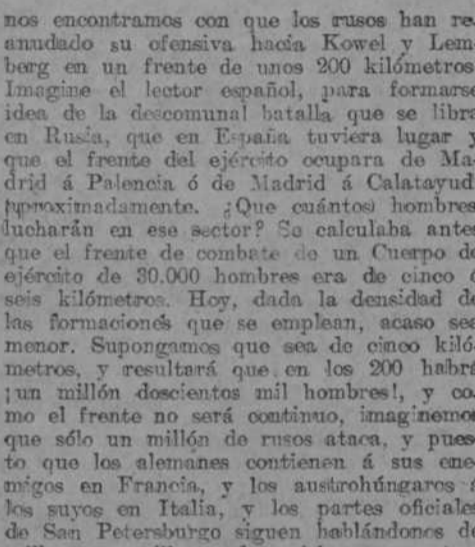 nos encontramos con que los rusos han re
anudado su ofensiva hacia Kowel y Lem
berg en un frente de unos 200 kilómetros
Imagine el lector español, para formarse
idea de la descomunal batalla que se libra
en Rusia, que en España tuviera lugar y
que el frente del ejército ocupara de Ma
drid á Palencia ó de Madrid á Calatayud
aproximadamente. ¿Que cuántos hombres
lucharán en ese sector? Se calculaba antes
que el frente de combate de un Cuerpo de
ejército de 30.000 hombres era de cinco ó
seis kilómetros. Hoy, dada la densidad de
las formaciones que se emplean, acaso sea
menor. Supongamos que sea de cinco kiló
metros, y resultará que en los 200 habrá
¡un millón doscientos mil hombres!, y co
mo el frente no será continuo, imaginemos
que sólo un millón de rusos ataca, y pues
to que los alemanes contienen á sus ene
migos en Francia, y los austrohúngaros á
los suyos en Italia, y los partes oficiales
de San Petersburgo siguen hablándonos de